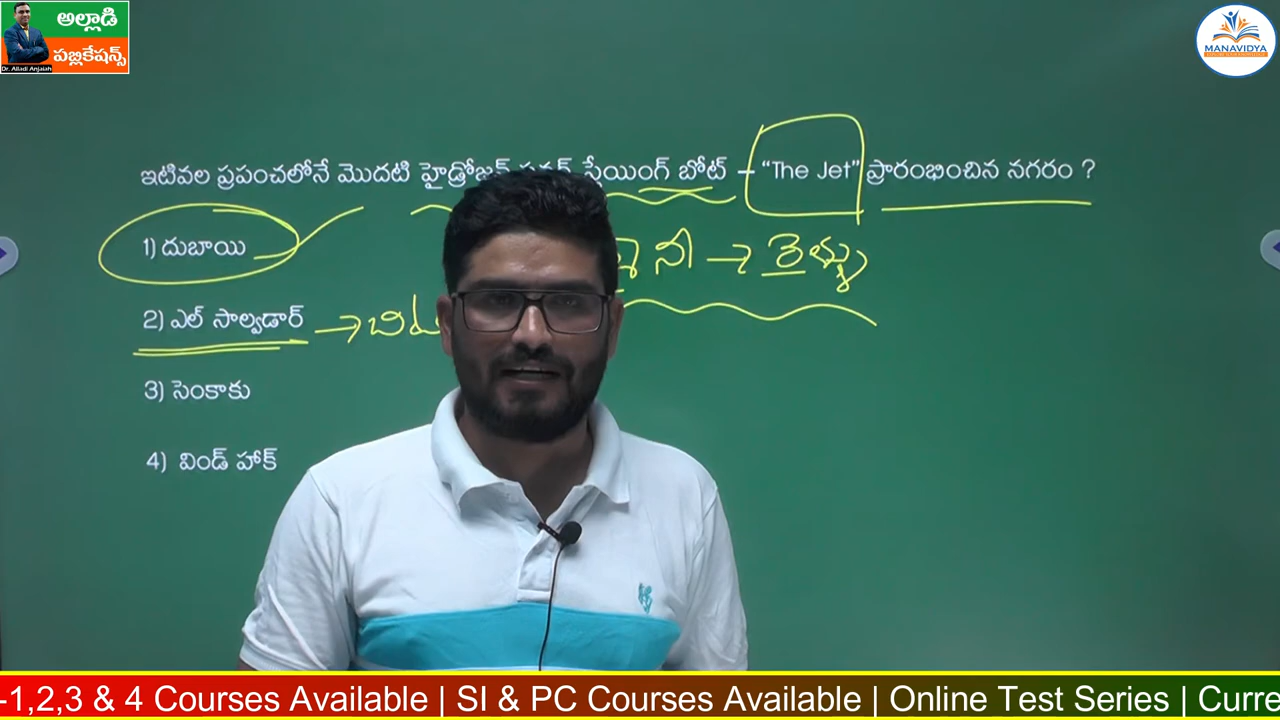 అల్లాడి
పబ్లికేషన్స్
Dr. Alladi Anjaiah
MANAVIDYA
ఇటివల ప్రపంచలోనే మొదటి హైడ్రోజన్ బోట్ – “The Jet” ప్రారంభించిన నగరం ?
1) దుబాయి
నీ → రెళ్ళు
2) ఎల్ సాల్వడార్ →
3) సెంకాకు
4) విండ్ హాక్
-1,2,3 & 4 Courses Available | SI & PC Courses Available | Online Test Series | Curre